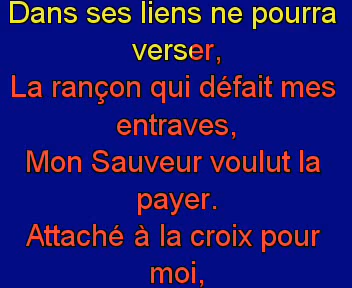 Dans ses liens ne pourra
verser,
La rançon qui défait mes
entraves,
Mon Sauveur voulut la
payer.
Attaché à la croix pour
moi,